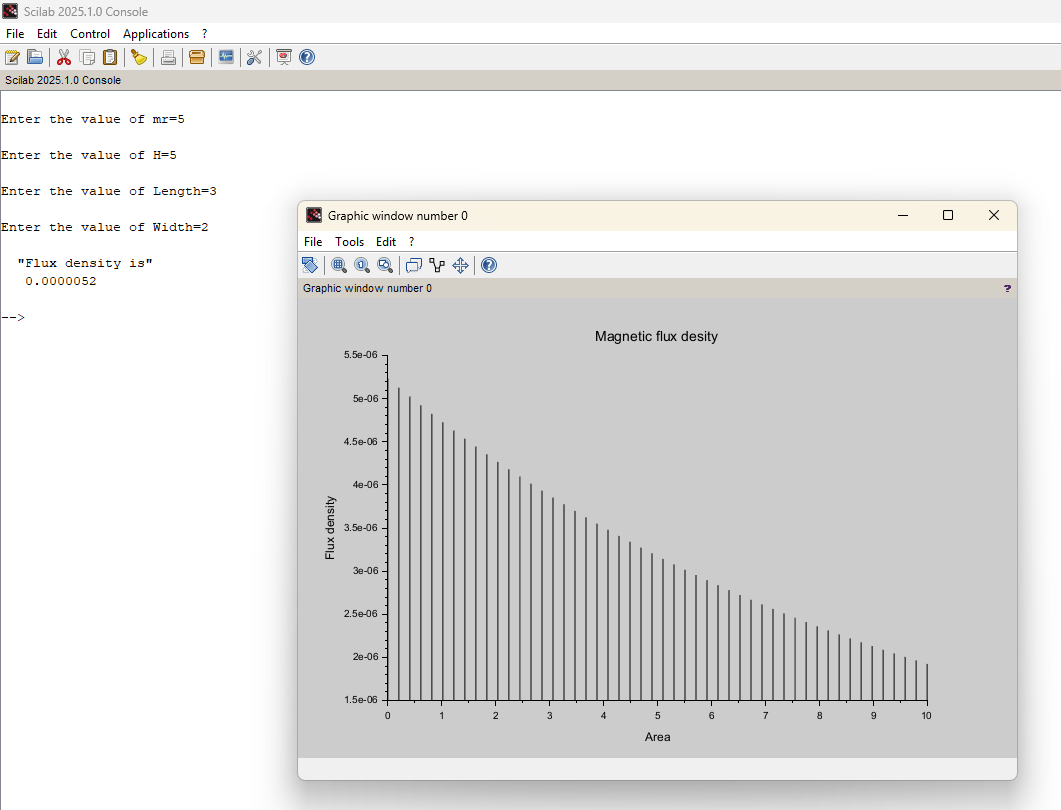 Scilab 2025.1.0 Console
File Edit Control Applications ?
Scilab 2025.1.0 Console
Enter the value of mr=5
Enter the value of H=5
Enter the value of Length=3
Enter the value of Width=2
"Flux density is"
0.0000052
-->
Graphic window number 0
File Tools Edit ?
Graphic window number 0 ?
Magnetic flux desity
5.5e-06
5e-06
4.5e-06
4e-06
3.5e-06
3e-06
2.5e-06
2e-06
1.5e-06
Flux density
0 1 2 3 4 5 6 7 8 9 10
Area